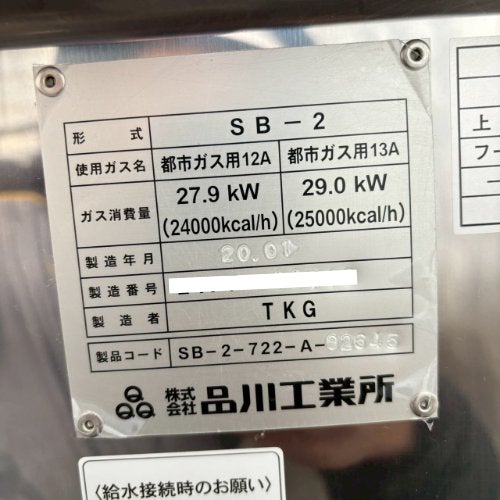 形式 SB-2
使用ガス名 都市ガス用12A 都市ガス用13A
ガス消費量 27.9 kW 29.0 kW
(24000kcal/h) (25000kcal/h)
製造年月 20.01
製造番号
製造者 TKG
製品コード SB-2-722-A-
株式会社 品川工業所
〈給水接続時のお願い〉
上
フー